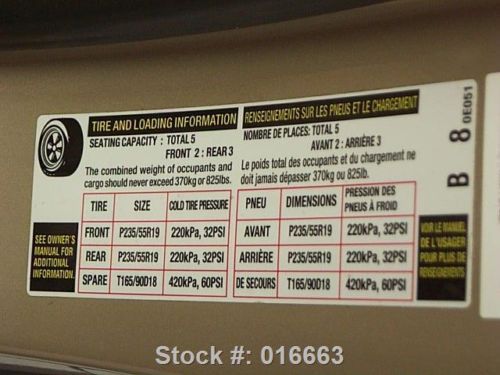 TIRE AND LOADING INFORMATION
SEATING CAPACITY : TOTAL 5
FRONT 2 : REAR 3
The combined weight of occupants and
cargo should never exceed 370kg or 825lbs.
RENSEIGNEMENTS SUR LES PNEUS ET LE CHARGEMENT
NOMBRE DE PLACES: TOTAL 5
AVANT 2 : ARRIÈRE 3
Le poids total des occupants et du chargement ne
doit jamais dépasser 370kg or 825lb.
SEE OWNER'S
MANUAL FOR
ADDITIONAL
INFORMATION.
TIRE SIZE COLD TIRE PRESSURE
FRONT P235/55R19 220kPa, 32PSI
REAR P235/55R19 220kPa, 32PSI
SPARE T165/90D18 420kPa, 60PSI
PNEU DIMENSIONS PRESSION DES
PNEUS À FROID
AVANT P235/55R19 220kPa, 32PSI
ARRIÈRE P235/55R19 220kPa, 32PSI
DE SECOURS T165/90D18 420kPa, 60PSI
VOIR LE MANUEL
DE L'USAGER
POUR PLUS DE
RENSEIGNEMENTS
B 8 0E051
Stock #: 016663